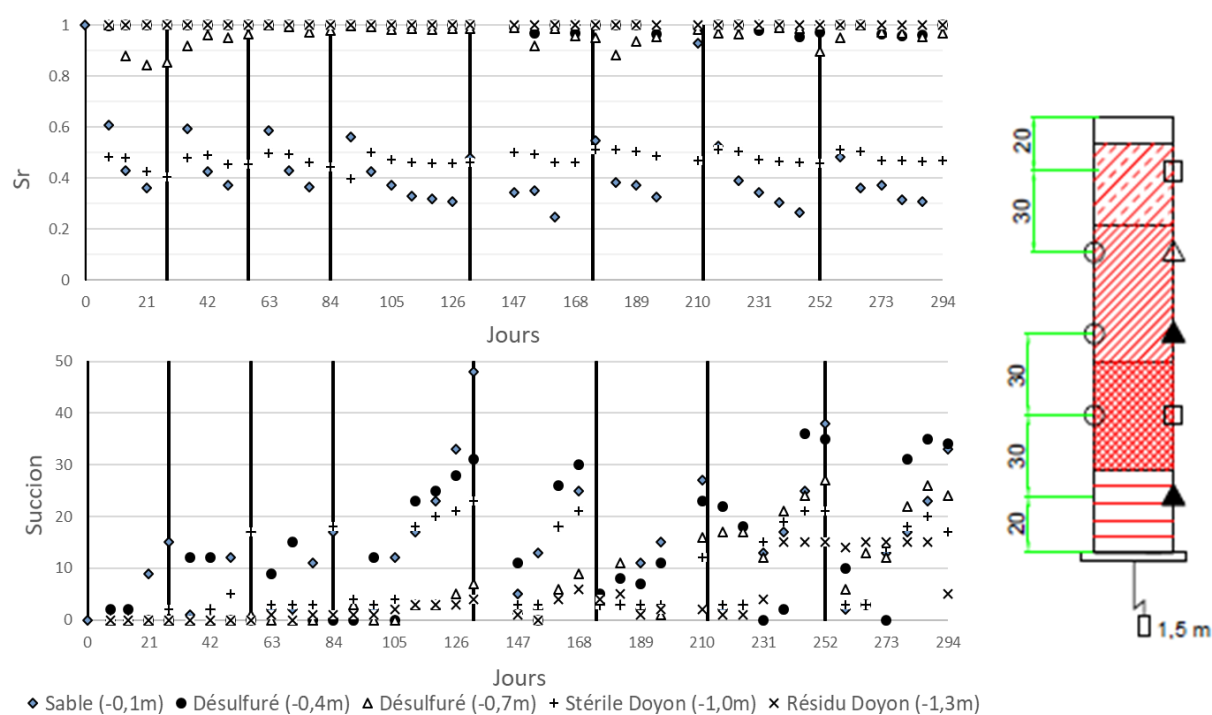 Sr
1
0.8
0.6
0.4
0.2
0
0 21 42 63 84 105 126 147 168 189 210 231 252 273 294
Jours
Succion
50
40
30
20
10
0
0 21 42 63 84 105 126 147 168 189 210 231 252 273 294
Jours
Sable (-0,1m) Désulfuré (-0,4m) Désulfuré (-0,7m) Stérile Doyon (-1,0m) Résidu Doyon (-1,3m)
20
30
30
30
20
1,5 m